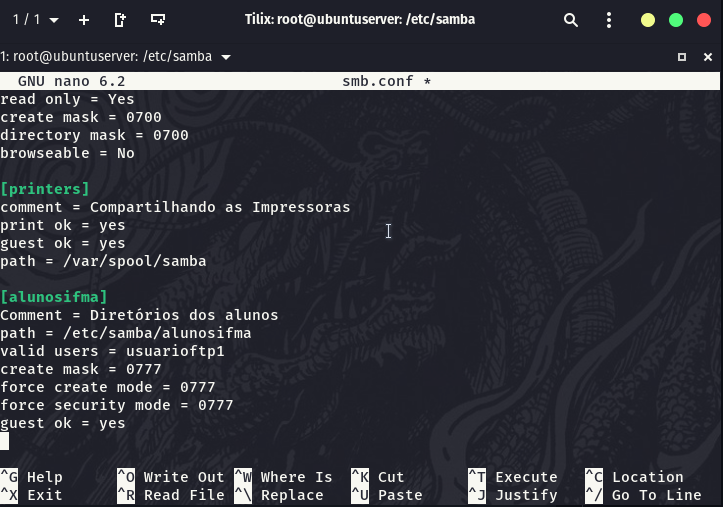 1 / 1
Tilix: root@ubuntuserver: /etc/samba
1: root@ubuntuserver: /etc/samba
GNU nano 6.2 smb.conf *
read only = Yes
create mask = 0700
directory mask = 0700
browseable = No
[printers]
comment = Compartilhando as Impressoras
print ok = yes
guest ok = yes
path = /var/spool/samba
[alunosifma]
Comment = Diretórios dos alunos
path = /etc/samba/alunosifma
valid users = usuarioftp1
create mask = 0777
force create mode = 0777
force security mode = 0777
guest ok = yes
^G Help ^O Write Out ^W Where Is ^K Cut ^T Execute ^C Location
^X Exit ^R Read File ^\ Replace ^U Paste ^J Justify ^/ Go To Line